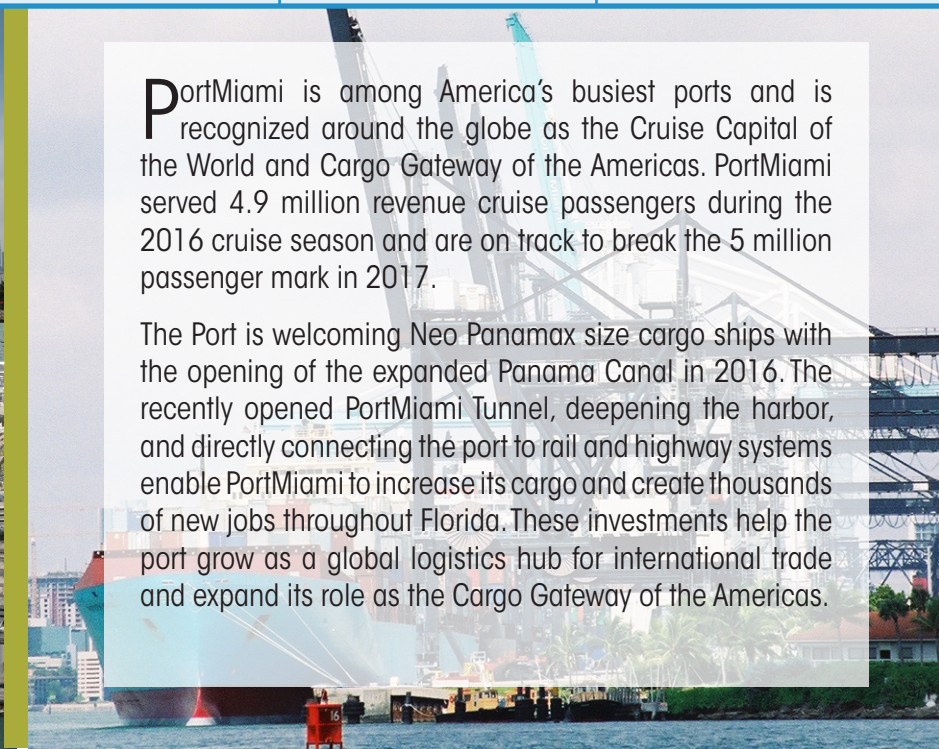 PortMiami is among America's busiest ports and is
recognized around the globe as the Cruise Capital of
the World and Cargo Gateway of the Americas. PortMiami
served 4.9 million revenue cruise passengers during the
2016 cruise season and are on track to break the 5 million
passenger mark in 2017.
The Port is welcoming Neo Panamax size cargo ships with
the opening of the expanded Panama Canal in 2016. The
recently opened PortMiami Tunnel, deepening the harbor,
and directly connecting the port to rail and highway systems
enable PortMiami to increase its cargo and create thousands
of new jobs throughout Florida. These investments help the
port grow as a global logistics hub for international trade
and expand its role as the Cargo Gateway of the Americas.
16